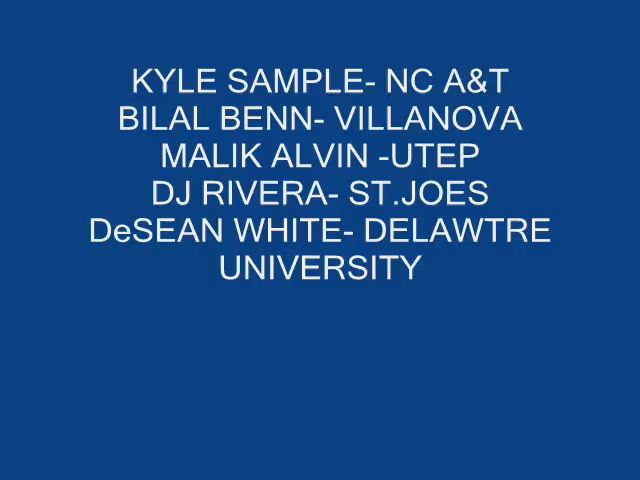 KYLE SAMPLE- NC A&T
BILAL BENN- VILLANOVA
MALIK ALVIN -UTEP
DJ RIVERA- ST.JOES
DeSEAN WHITE- DELAWTRE
UNIVERSITY